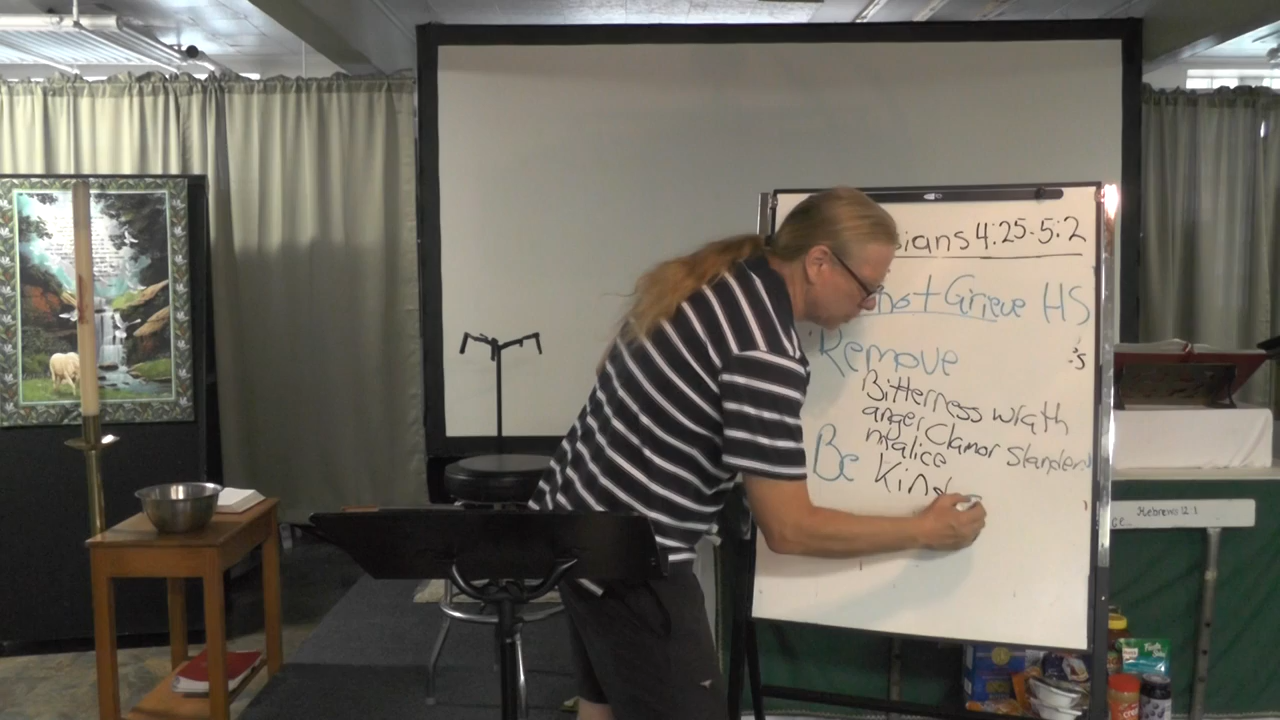 sians 4:25-5:2
not Grieve HS
Remove
:'s
Bitterness wrath
anger Clamor Slander
malice
Be Kind
Hebrews 12:1